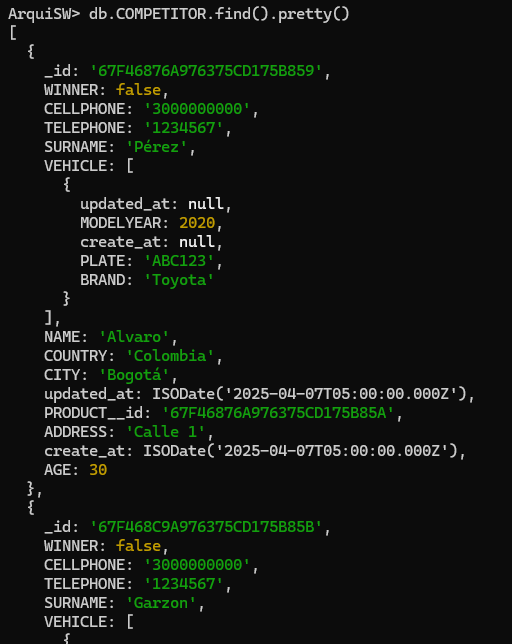 ArquiSW> db.COMPETITOR.find().pretty()
[
  {
    _id: '67F46876A976375CD175B859',
    WINNER: false,
    CELLPHONE: '3000000000',
    TELEPHONE: '1234567',
    SURNAME: 'Pérez',
    VEHICLE: [
      {
        updated_at: null,
        MODELYEAR: 2020,
        create_at: null,
        PLATE: 'ABC123',
        BRAND: 'Toyota'
      }
    ],
    NAME: 'Alvaro',
    COUNTRY: 'Colombia',
    CITY: 'Bogotá',
    updated_at: ISODate('2025-04-07T05:00:00.000Z'),
    PRODUCT__id: '67F46876A976375CD175B85A',
    ADDRESS: 'Calle 1',
    create_at: ISODate('2025-04-07T05:00:00.000Z'),
    AGE: 30
  },
  {
    _id: '67F468C9A976375CD175B85B',
    WINNER: false,
    CELLPHONE: '3000000000',
    TELEPHONE: '1234567',
    SURNAME: 'Garzon',
    VEHICLE: [
      {